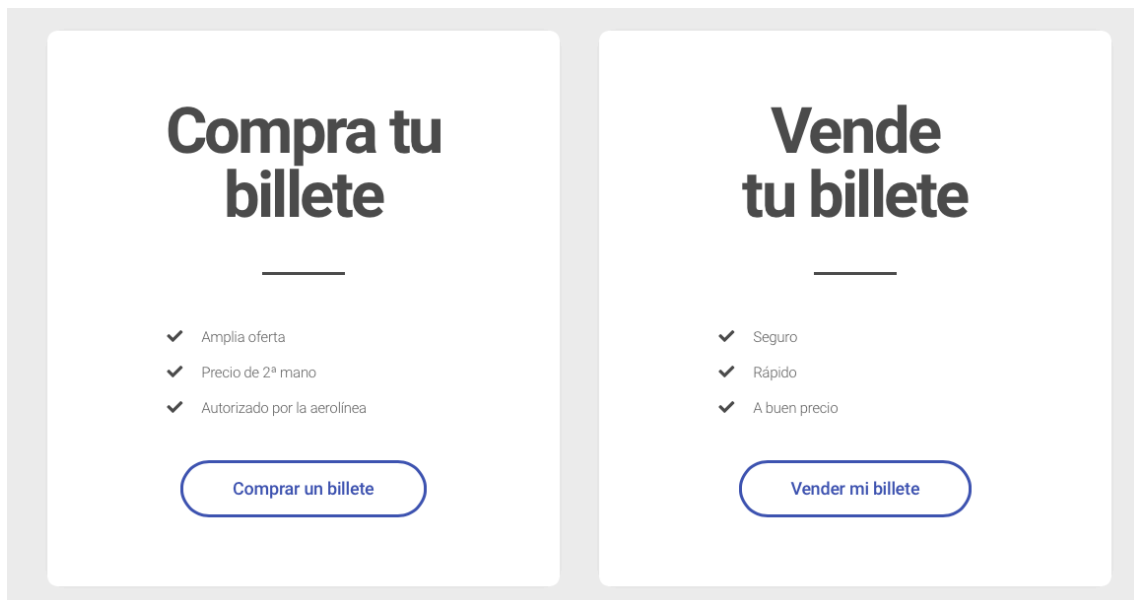 Compra tu
billete
Amplia oferta
Precio de 2ª mano
Autorizado por la aerolínea
Comprar un billete
Vende
tu billete
Seguro
Rápido
A buen precio
Vender mi billete